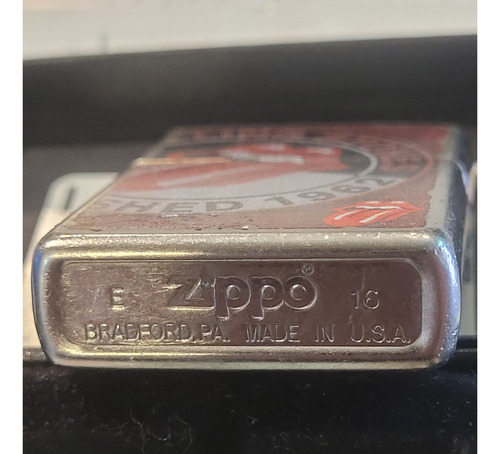 SHED 1962
E Zippo® 16
BRADFORD.PA. MADE IN U.S.A.